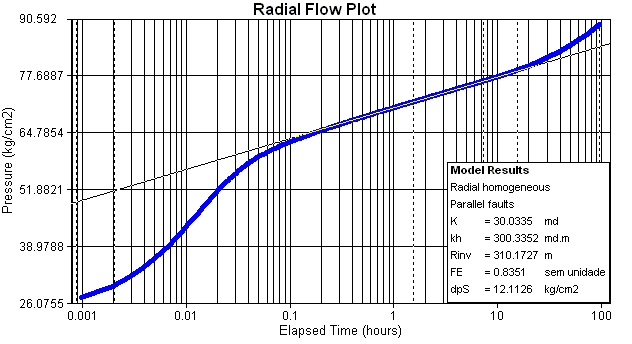 Radial Flow Plot
90.592
77.6887
64.7854
51.8821
38.9788
26.0755
Pressure (kg/cm2)
0.001
0.01
0.1
1
10
100
Elapsed Time (hours)
Model Results
Radial homogeneous
Parallel faults
K = 30.0335 md
kh = 300.3352 md.m
Rinv = 310.1727 m
FE = 0.8351 sem unidade
dpS = 12.1126 kg/cm2